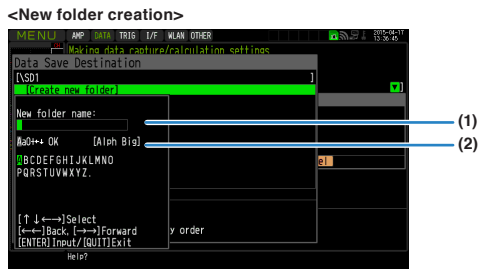 <New folder creation>
MENU AMP DATA TRIG I/F WLAN OTHER 2015-04-17 13-36-45
Making data capture/calculation settings
Data Save Destination
[\SD1 ]
[Create new folder]
New folder name:
(1)
Aa0!←↓ OK [Alph Big]
(2)
ABCDEFGHIJKLMNO
PQRSTUVWXYZ.
el
[↑↓←→]Select
[←←]Back, [→→]Forward
y order
[ENTER]Input/[QUIT]Exit
Help?